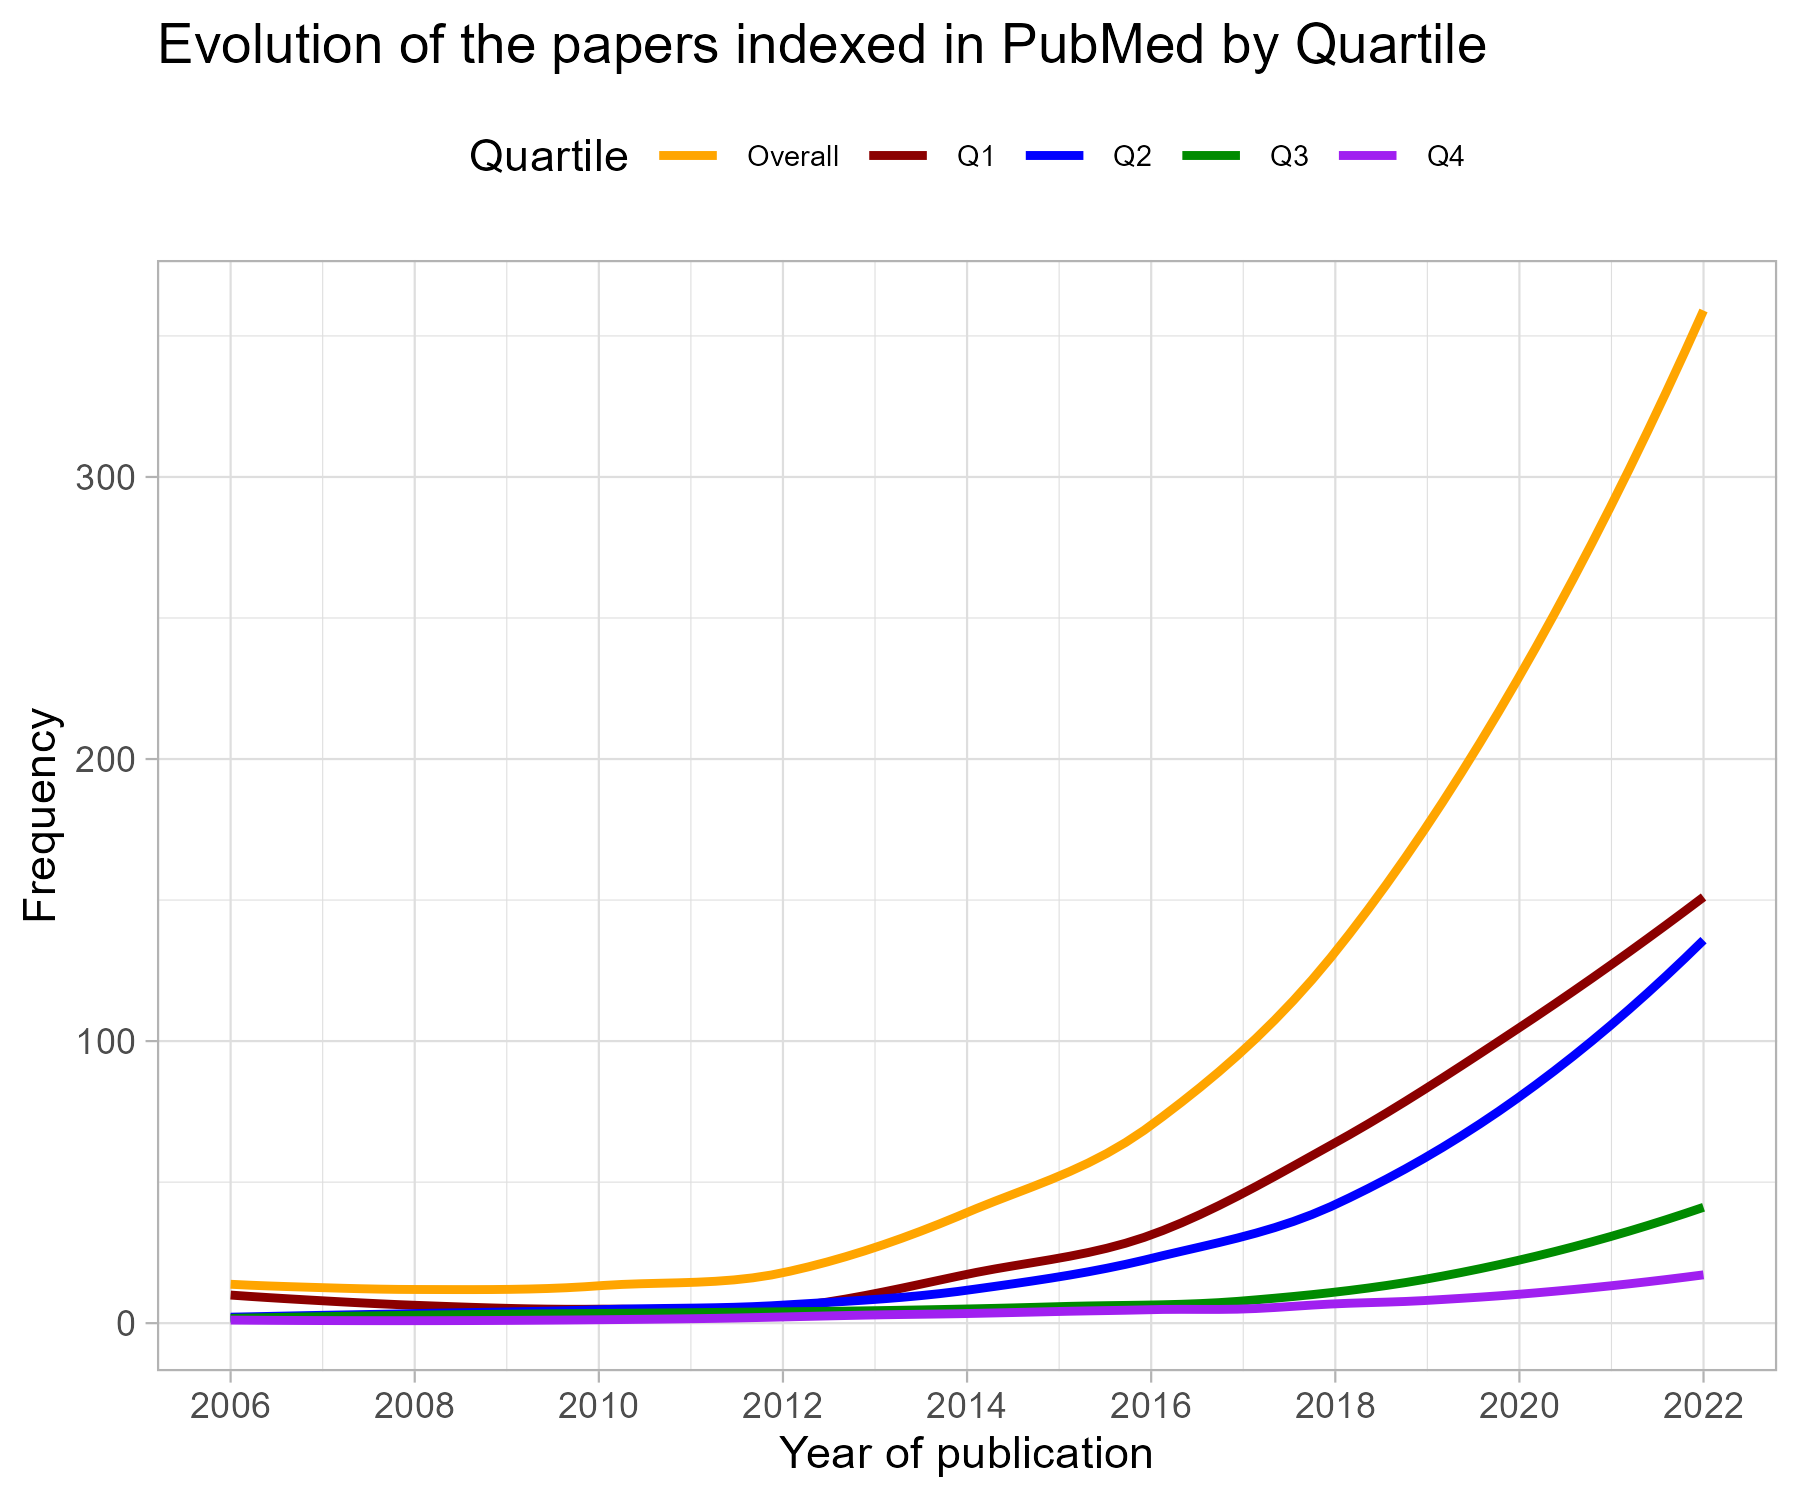 Evolution of the papers indexed in PubMed by Quartile
Quartile Overall Q1 Q2 Q3 Q4
Frequency
300
200
100
0
2006 2008 2010 2012 2014 2016 2018 2020 2022
Year of publication